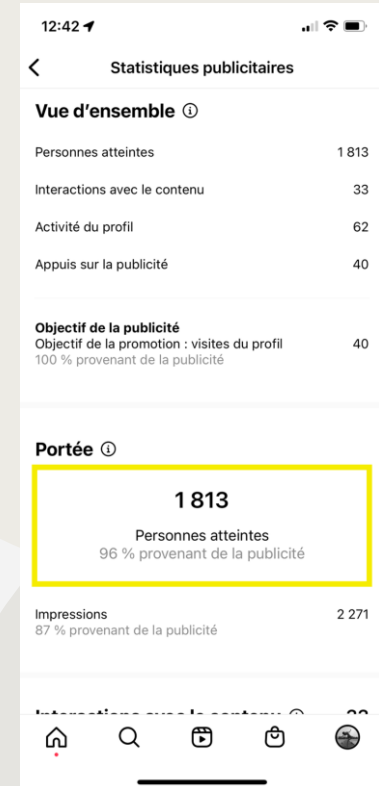 12:42
Statistiques publicitaires
Vue d’ensemble
Personnes atteintes 1 813
Interactions avec le contenu 33
Activité du profil 62
Appuis sur la publicité 40
Objectif de la publicité
Objectif de la promotion : visites du profil 40
100 % provenant de la publicité
Portée
1 813
Personnes atteintes
96 % provenant de la publicité
Impressions 2 271
87 % provenant de la publicité